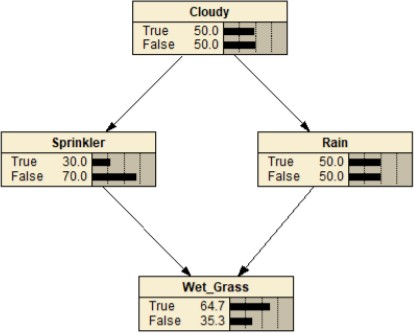 Cloudy
True 50.0
False 50.0
Sprinkler
True 30.0
False 70.0
Rain
True 50.0
False 50.0
Wet_Grass
True 64.7
False 35.3